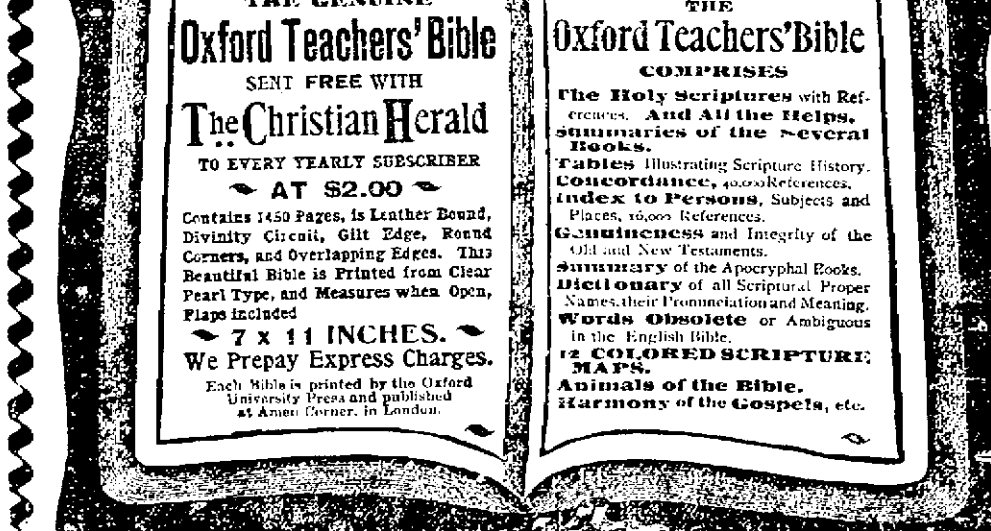 THE GENUINE
Oxford Teachers' Bible
SENT FREE WITH
The Christian Herald
TO EVERY YEARLY SUBSCRIBER
AT $2.00
Contains 1450 Pages, is Leather Bound,
Divinity Circuit, Gilt Edge, Round
Corners, and Overlapping Edges. This
Beautiful Bible is Printed from Clear
Pearl Type, and Measures when Open,
Flaps included
7 x 11 INCHES.
We Prepay Express Charges.
Each Bible is printed by the Oxford
University Press and published
at Amen Corner, in London.
THE
Oxford Teachers' Bible
COMPRISES
The Holy Scriptures with Ref-
erences. And All the Helps,
Summaries of the Several
Books.
Tables Illustrating Scripture History.
Concordance, 40,000 References.
Index to Persons, Subjects and
Places, 16,000 References.
Genuineness and Integrity of the
Old and New Testaments.
Summary of the Apocryphal Books.
Dictionary of all Scriptural Proper
Names, their Pronunciation and Meaning.
Words Obsolete or Ambiguous
in the English Bible.
12 COLORED SCRIPTURE
MAPS.
Animals of the Bible.
Harmony of the Gospels, etc.